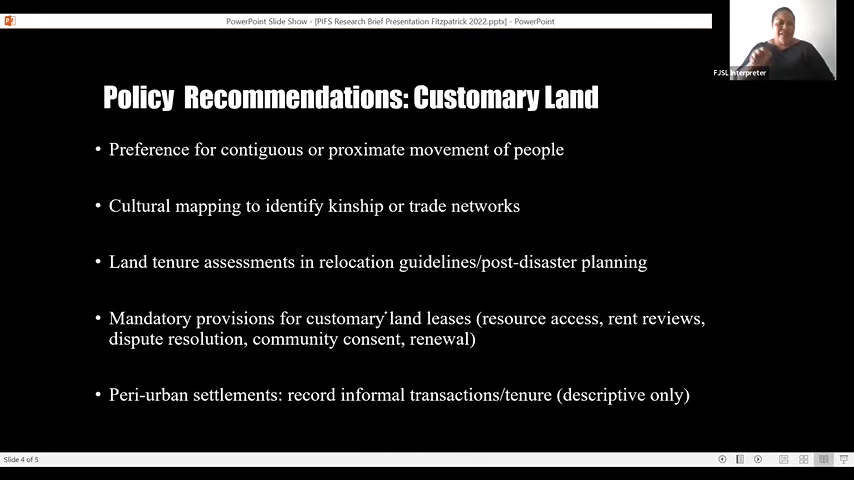 PowerPoint Slide Show - [PIFS Research Brief Presentation Fitzpatrick 2022.pptx] - PowerPoint
FJSL Interpreter
Policy Recommendations: Customary Land
• Preference for contiguous or proximate movement of people
• Cultural mapping to identify kinship or trade networks
• Land tenure assessments in relocation guidelines/post-disaster planning
• Mandatory provisions for customary land leases (resource access, rent reviews,
dispute resolution, community consent, renewal)
• Peri-urban settlements: record informal transactions/tenure (descriptive only)
Slide 4 of 5